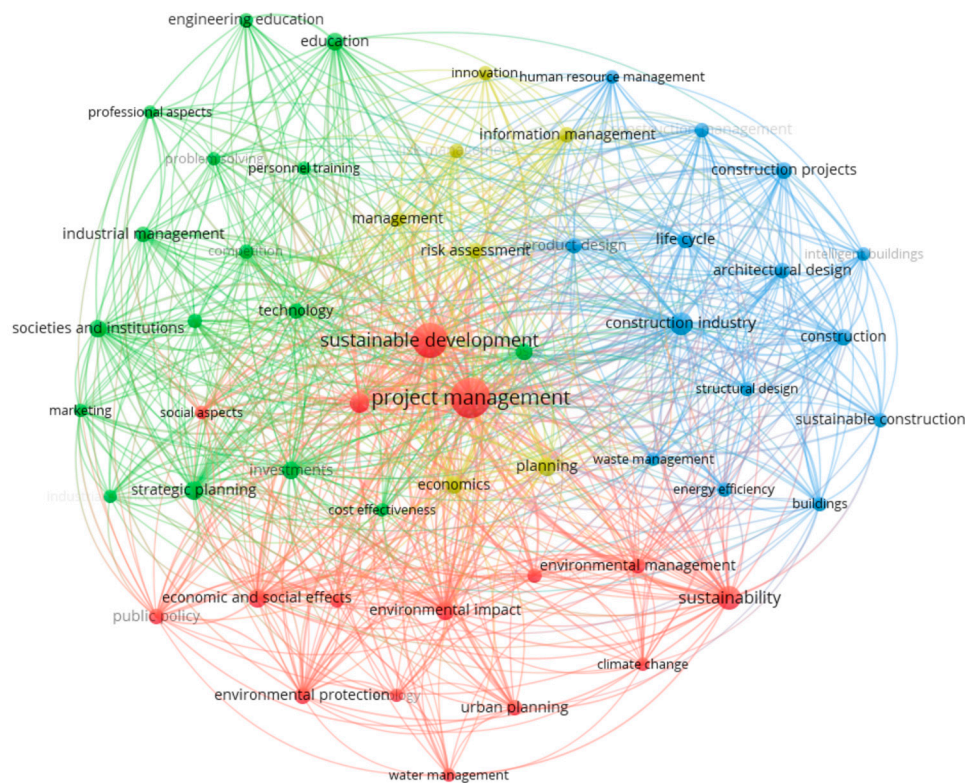 engineering education
education
innovation
human resource management
professional aspects
information management
problem solving
personnel training
construction projects
management
industrial management
competition
risk assessment
product design
life cycle
intelligent buildings
architectural design
technology
societies and institutions
sustainable development
construction industry
construction
project management
structural design
marketing
social aspects
sustainable construction
investments
planning
waste management
strategic planning
economics
energy efficiency
cost effectiveness
buildings
environmental management
economic and social effects
environmental impact
sustainability
public policy
climate change
environmental protection
urban planning
water management